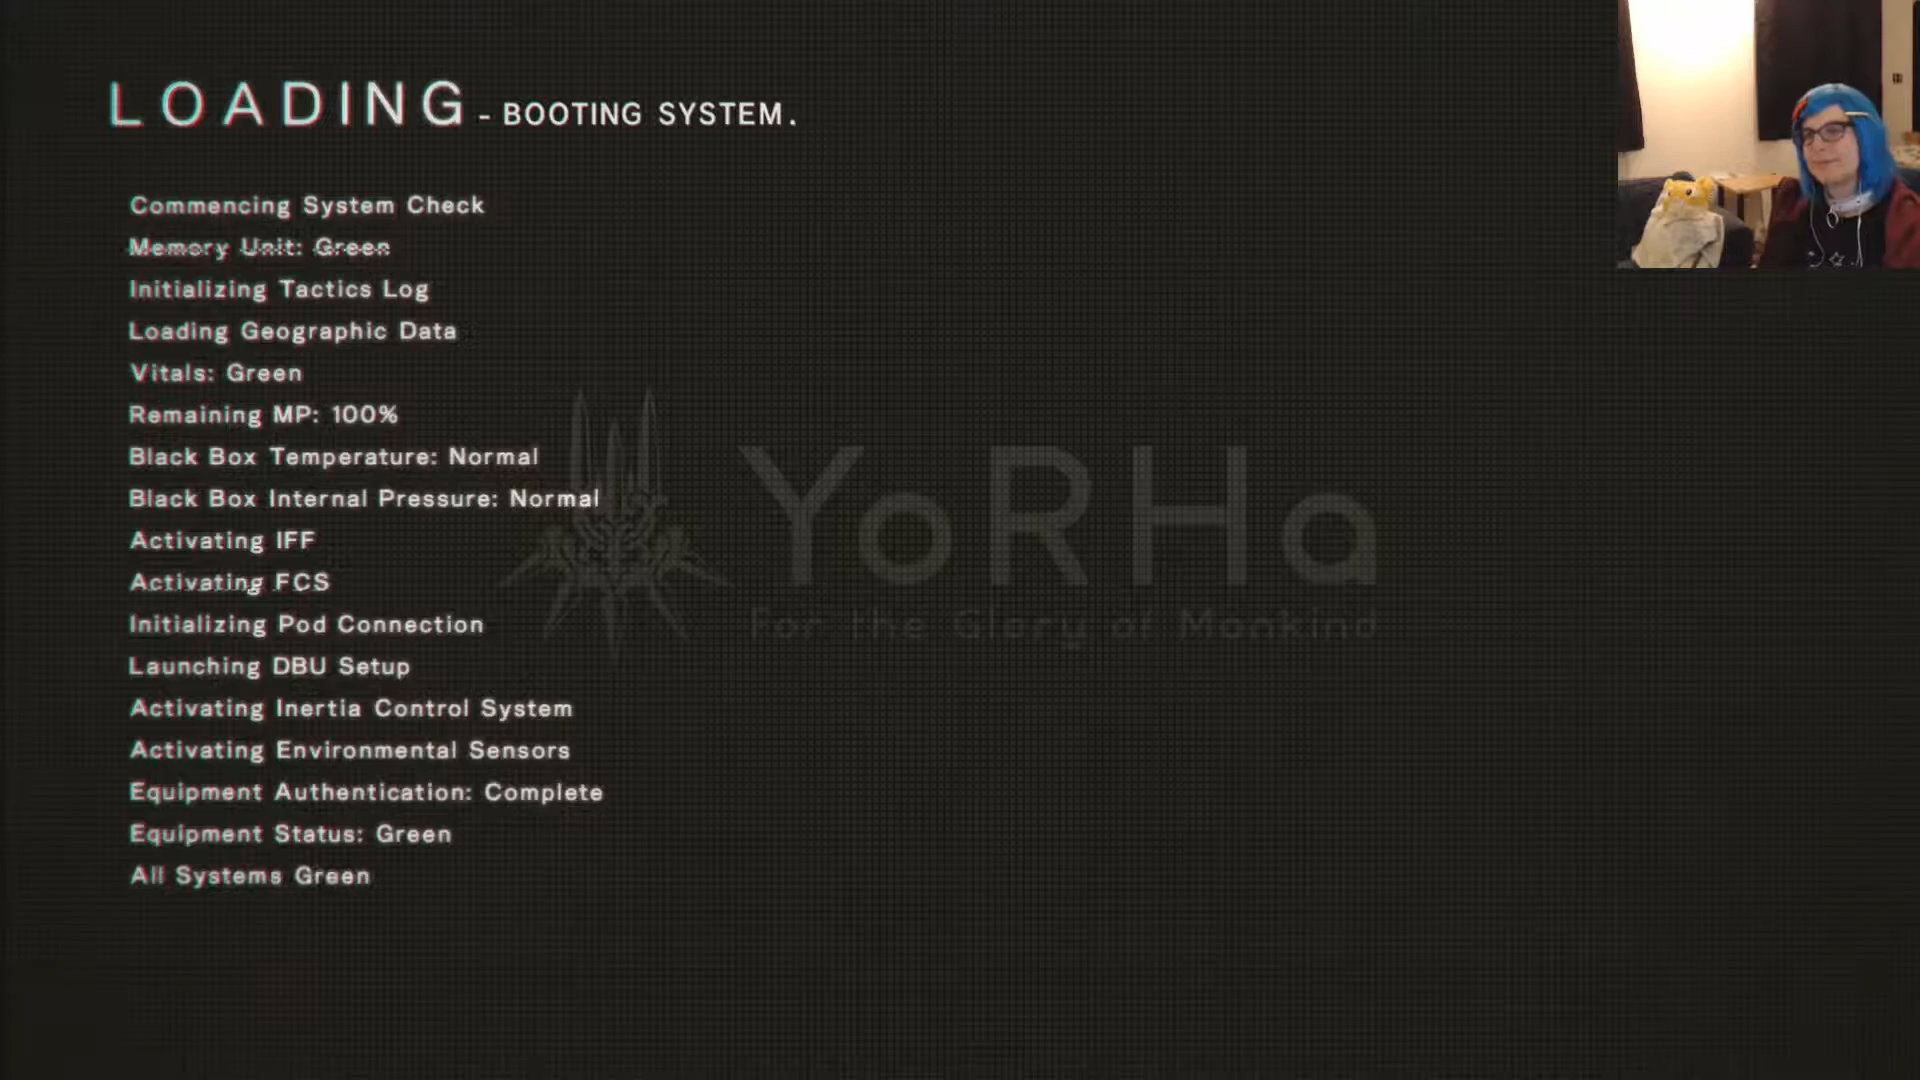 LOADING - BOOTING SYSTEM.
Commencing System Check
Memory Unit: Green
Initializing Tactics Log
Loading Geographic Data
Vitals: Green
Remaining MP: 100%
Black Box Temperature: Normal
Black Box Internal Pressure: Normal
Activating IFF
Activating FCS
Initializing Pod Connection
Launching DBU Setup
Activating Inertia Control System
Activating Environmental Sensors
Equipment Authentication: Complete
Equipment Status: Green
All Systems Green
YoRHa
For the Glory of Mankind